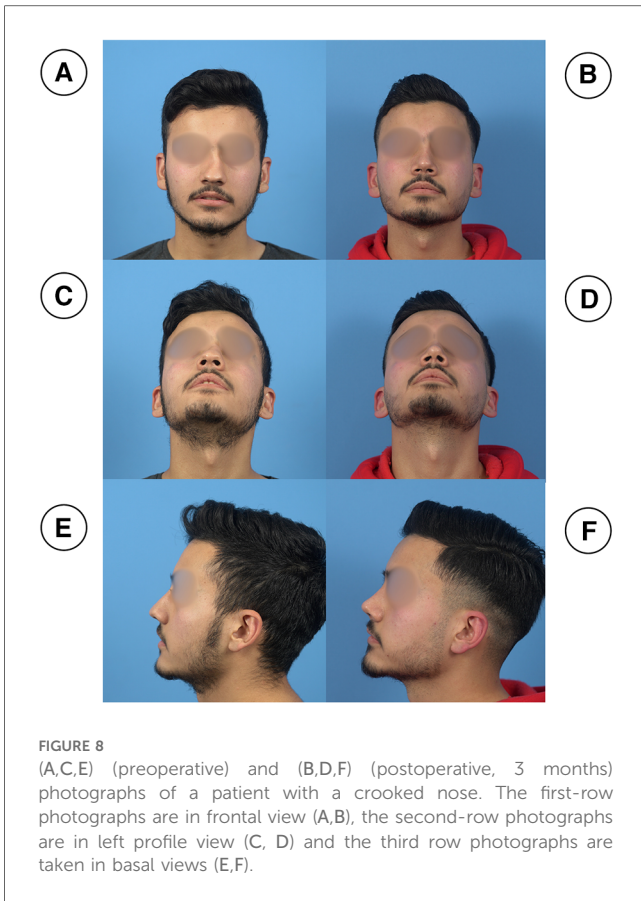 A
B
C
D
E
F
FIGURE 8
(A,C,E) (preoperative) and (B,D,F) (postoperative, 3 months)
photographs of a patient with a crooked nose. The first-row
photographs are in frontal view (A,B), the second-row photographs
are in left profile view (C, D) and the third row photographs are
taken in basal views (E,F).